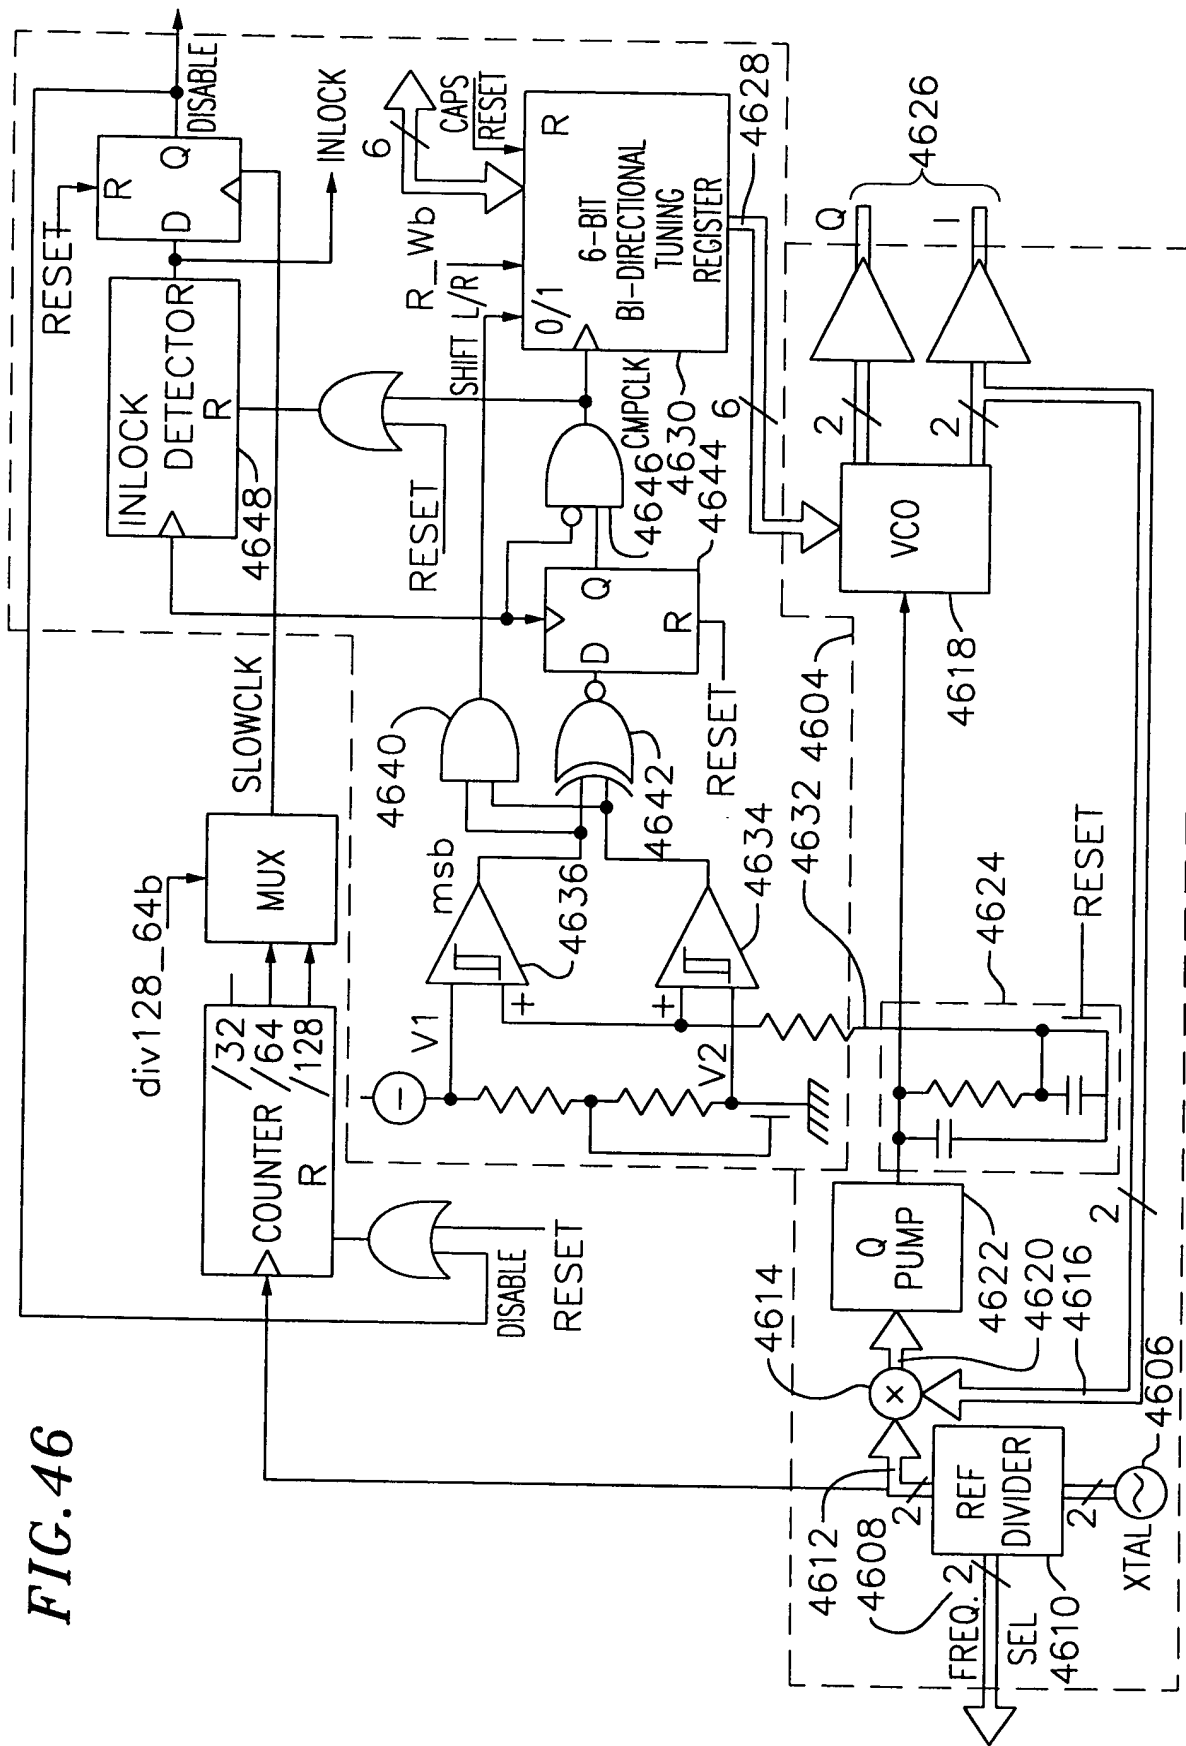 FIG. 46
RESET
R
D
Q
DISABLE
INLOCK
DETECTOR
R
4648
INLOCK
6
CAPS
RESET
R_Wb
SHIFT L/R
0/1
R
6-BIT
BI-DIRECTIONAL
TUNING
REGISTER
4628
4630
CMPCLK
4646
4644
6
RESET
D
Q
R
RESET
SLOWCLK
div128_64b
MUX
COUNTER
/32
/64
/128
R
DISABLE
RESET
4640
4642
msb
4636
4634
V1
+
+
V2
4632
4604
4626
Q
I
2
2
VCO
4618
4624
RESET
Q
PUMP
4622
4620
4616
4614
×
2
4612
4608
2
REF
DIVIDER
2
FREQ.
SEL
2
4610
XTAL
4606